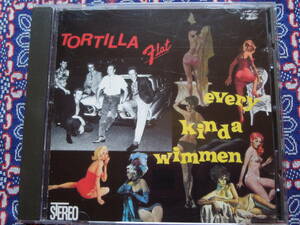 TORTILLA
Flat
every
kinda
wimmen
STEREO